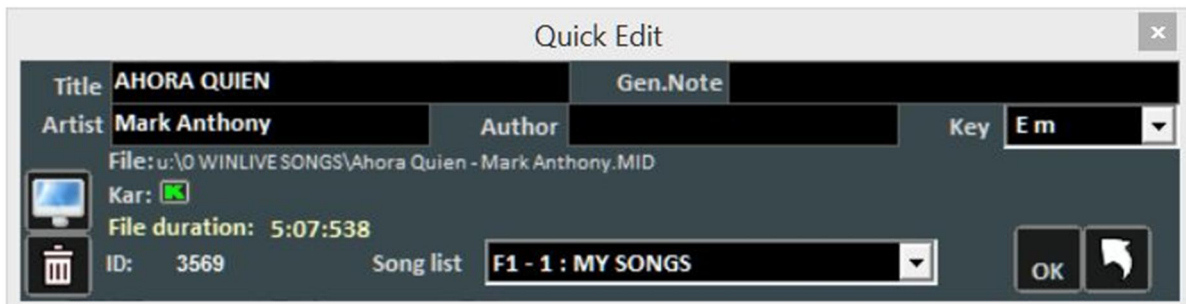 Quick Edit
Title AHORA QUIEN Gen.Note
Artist Mark Anthony Author Key E m
File: u:\0 WINLIVE SONGS\Ahora Quien - Mark Anthony.MID
Kar: K
File duration: 5:07:538
ID: 3569 Song list F1 - 1 : MY SONGS OK